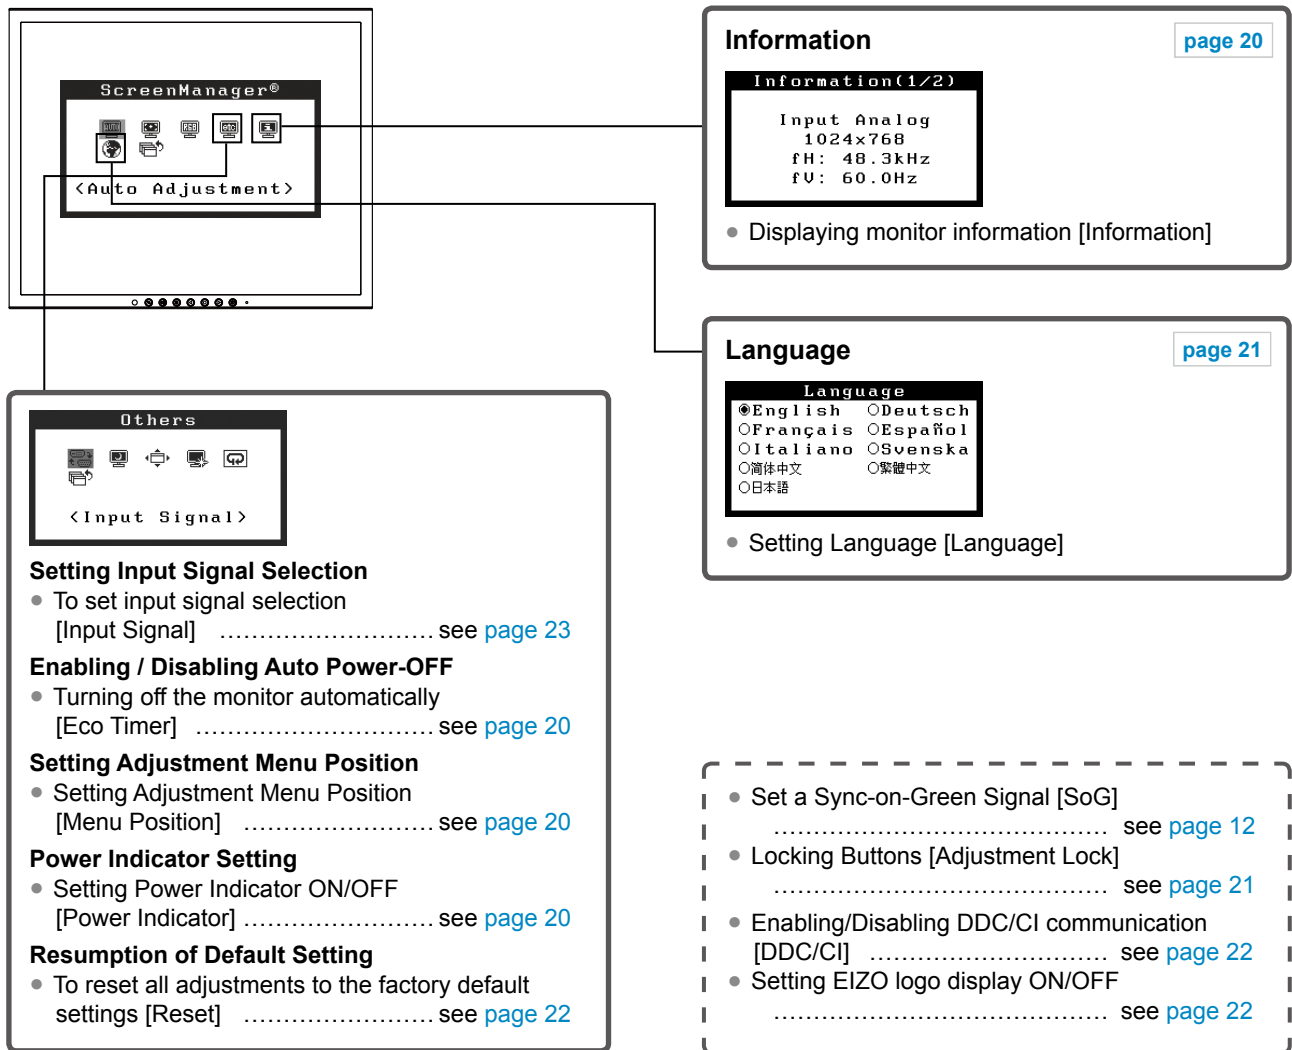 ScreenManager®
AUTO
RGB
etc
<Auto Adjustment>
Information
page 20
Information(1/2)
Input Analog
1024×768
fH: 48.3kHz
fV: 60.0Hz
• Displaying monitor information [Information]
Language
page 21
Language
◉English ○Deutsch
○Français ○Español
○Italiano ○Svenska
○简体中文 ○繁體中文
○日本語
• Setting Language [Language]
Others
<Input Signal>
Setting Input Signal Selection
• To set input signal selection
[Input Signal] ........................... see page 23
Enabling / Disabling Auto Power-OFF
• Turning off the monitor automatically
[Eco Timer] .............................. see page 20
Setting Adjustment Menu Position
• Setting Adjustment Menu Position
[Menu Position] ........................ see page 20
Power Indicator Setting
• Setting Power Indicator ON/OFF
[Power Indicator] ........................ see page 20
Resumption of Default Setting
• To reset all adjustments to the factory default
settings [Reset] ........................ see page 22
• Set a Sync-on-Green Signal [SoG]
.......................................... see page 12
• Locking Buttons [Adjustment Lock]
.......................................... see page 21
• Enabling/Disabling DDC/CI communication
[DDC/CI] ................................. see page 22
• Setting EIZO logo display ON/OFF
.......................................... see page 22